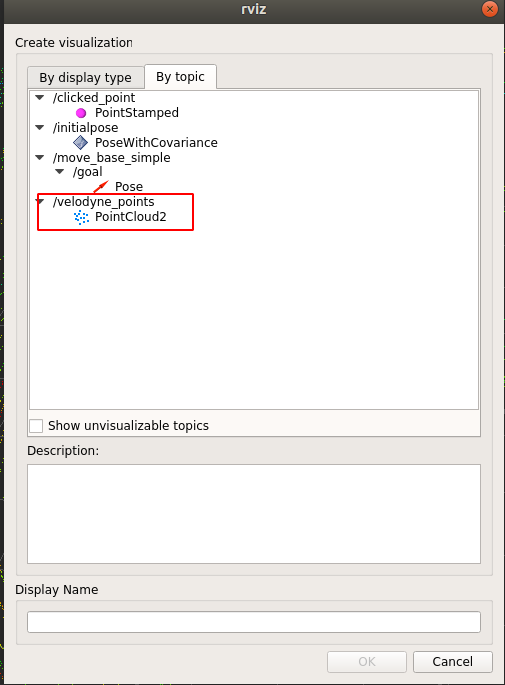 rviz
Create visualization
By display type By topic
/clicked_point
PointStamped
/initialpose
PoseWithCovariance
/move_base_simple
/goal
Pose
/velodyne_points
PointCloud2
Show unvisualizable topics
Description:
Display Name
OK Cancel